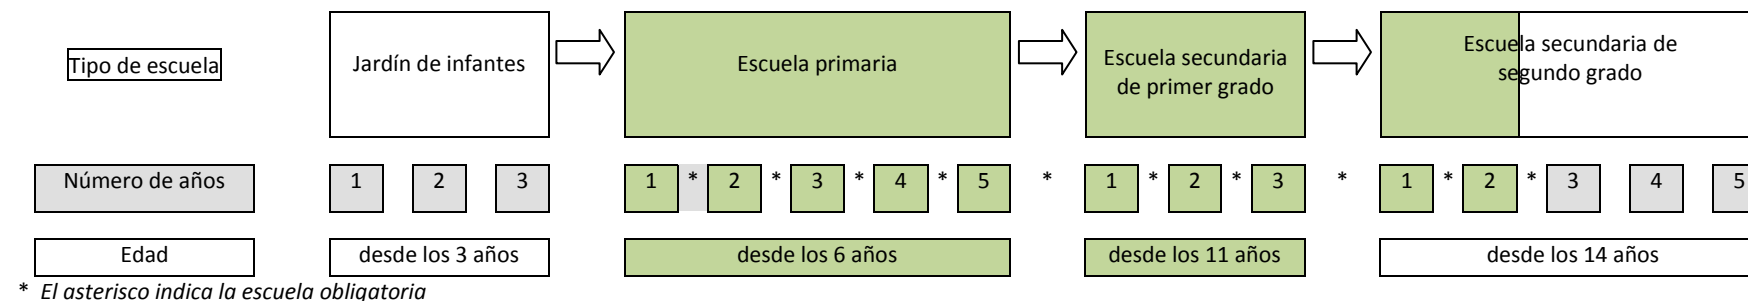 Tipo de escuela
Jardín de infantes
Escuela primaria
Escuela secundaria
de primer grado
Escuela secundaria de
segundo grado
Número de años
1 2 3
1 * 2 * 3 * 4 * 5 *
1 * 2 * 3 *
1 * 2 * 3 4 5
Edad
desde los 3 años
desde los 6 años
desde los 11 años
desde los 14 años
* El asterisco indica la escuela obligatoria